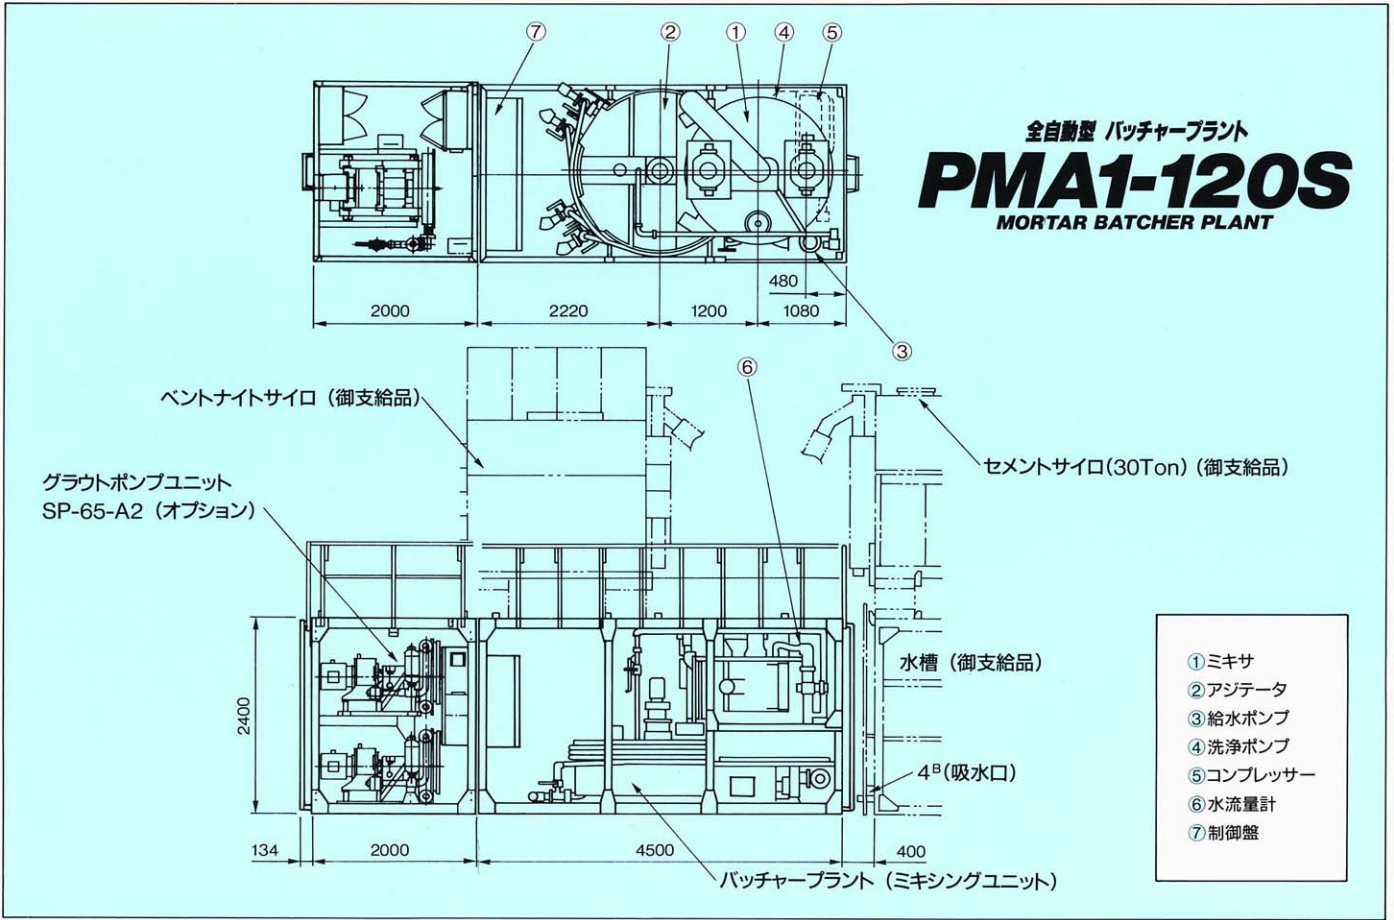 ⑦
②
①
④
⑤
全自動型 バッチャープラント
PMA1-120S
MORTAR BATCHER PLANT
480
2000
2220
1200
1080
③
⑥
ベントナイトサイロ（御支給品）
セメントサイロ(30Ton)（御支給品）
グラウトポンプユニット
SP-65-A2（オプション）
水槽（御支給品）
2400
4ᴮ(吸水口)
134
2000
4500
400
バッチャープラント（ミキシングユニット）
①ミキサ
②アジテータ
③給水ポンプ
④洗浄ポンプ
⑤コンプレッサー
⑥水流量計
⑦制御盤